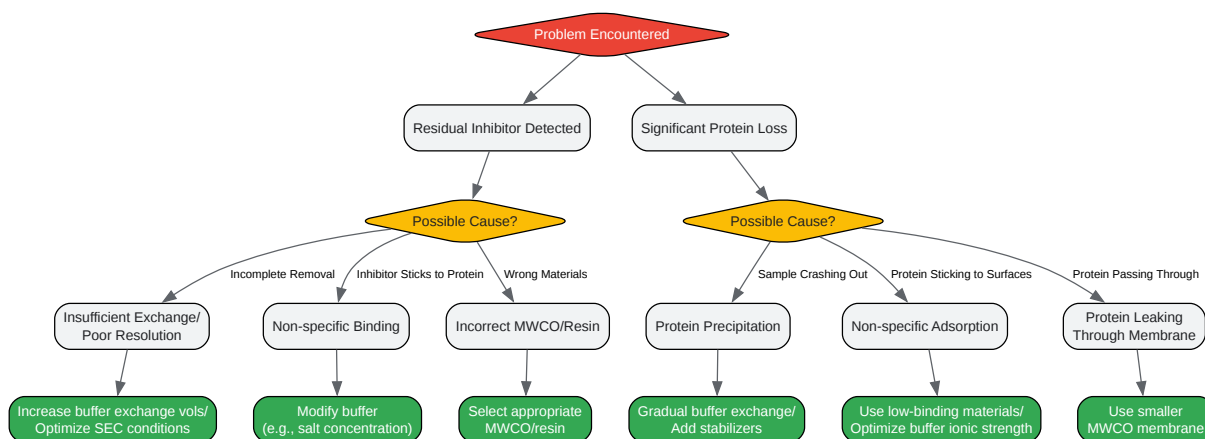 Problem Encountered
Residual Inhibitor Detected
Significant Protein Loss
Possible Cause?
Possible Cause?
Incomplete Removal
Inhibitor Sticks to Protein
Wrong Materials
Sample Crashing Out
Protein Sticking to Surfaces
Protein Passing Through
Insufficient Exchange/
Poor Resolution
Non-specific Binding
Incorrect MWCO/Resin
Protein Precipitation
Non-specific Adsorption
Protein Leaking
Through Membrane
Increase buffer exchange vols/
Optimize SEC conditions
Modify buffer
(e.g., salt concentration)
Select appropriate
MWCO/resin
Gradual buffer exchange/
Add stabilizers
Use low-binding materials/
Optimize buffer ionic strength
Use smaller
MWCO membrane